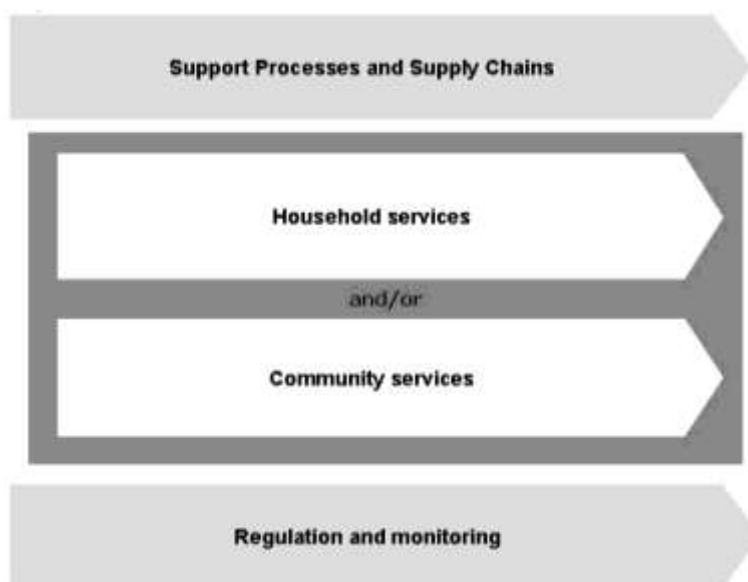 Support Processes and Supply Chains
Household services
and/or
Community services
Regulation and monitoring